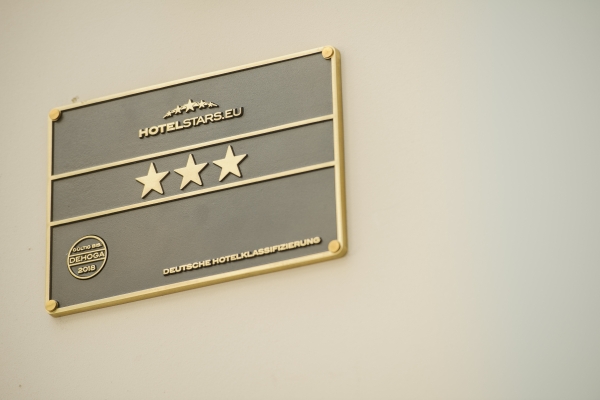 HOTELSTARS.EU
GÜLTIG BIS
DEHOGA
2018
DEUTSCHE HOTELKLASSIFIZIERUNG